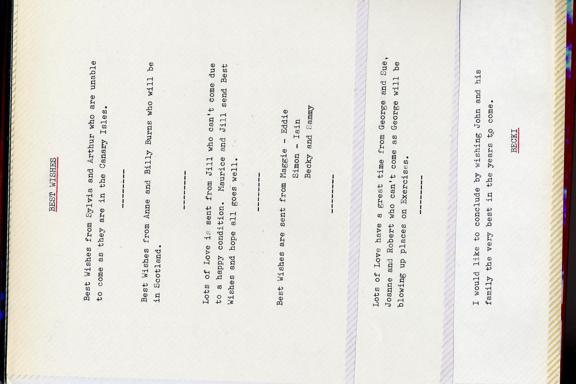 BEST WISHES
Best Wishes from Sylvia and Arthur who are unable
to come as they are in the Canary Isles.
--------
Best Wishes from Anne and Billy Burns who will be
in Scotland.
--------
Lots of Love is sent from Jill who can't come due
to a happy condition. Maurice and Jill send Best
Wishes and hope all goes well.
--------
Best Wishes are sent from Maggie - Eddie
Simon - Iain
Becky and Sammy
--------
Lots of Love have a great time from George and Sue,
Joanne and Robert who can't come as George will be
blowing up places on Exercises.
--------
I would like to conclude by wishing John and his
family the very best in the years to come.
BECKI